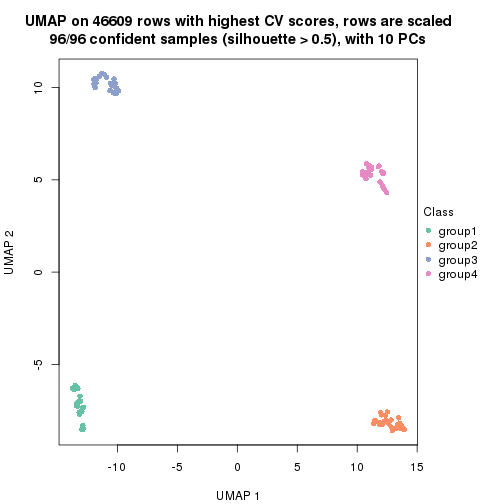 UMAP on 46609 rows with highest CV scores, rows are scaled
96/96 confident samples (silhouette > 0.5), with 10 PCs
10
5
0
-5
UMAP 2
-10
-5
0
5
10
15
UMAP 1
Class
group1
group2
group3
group4